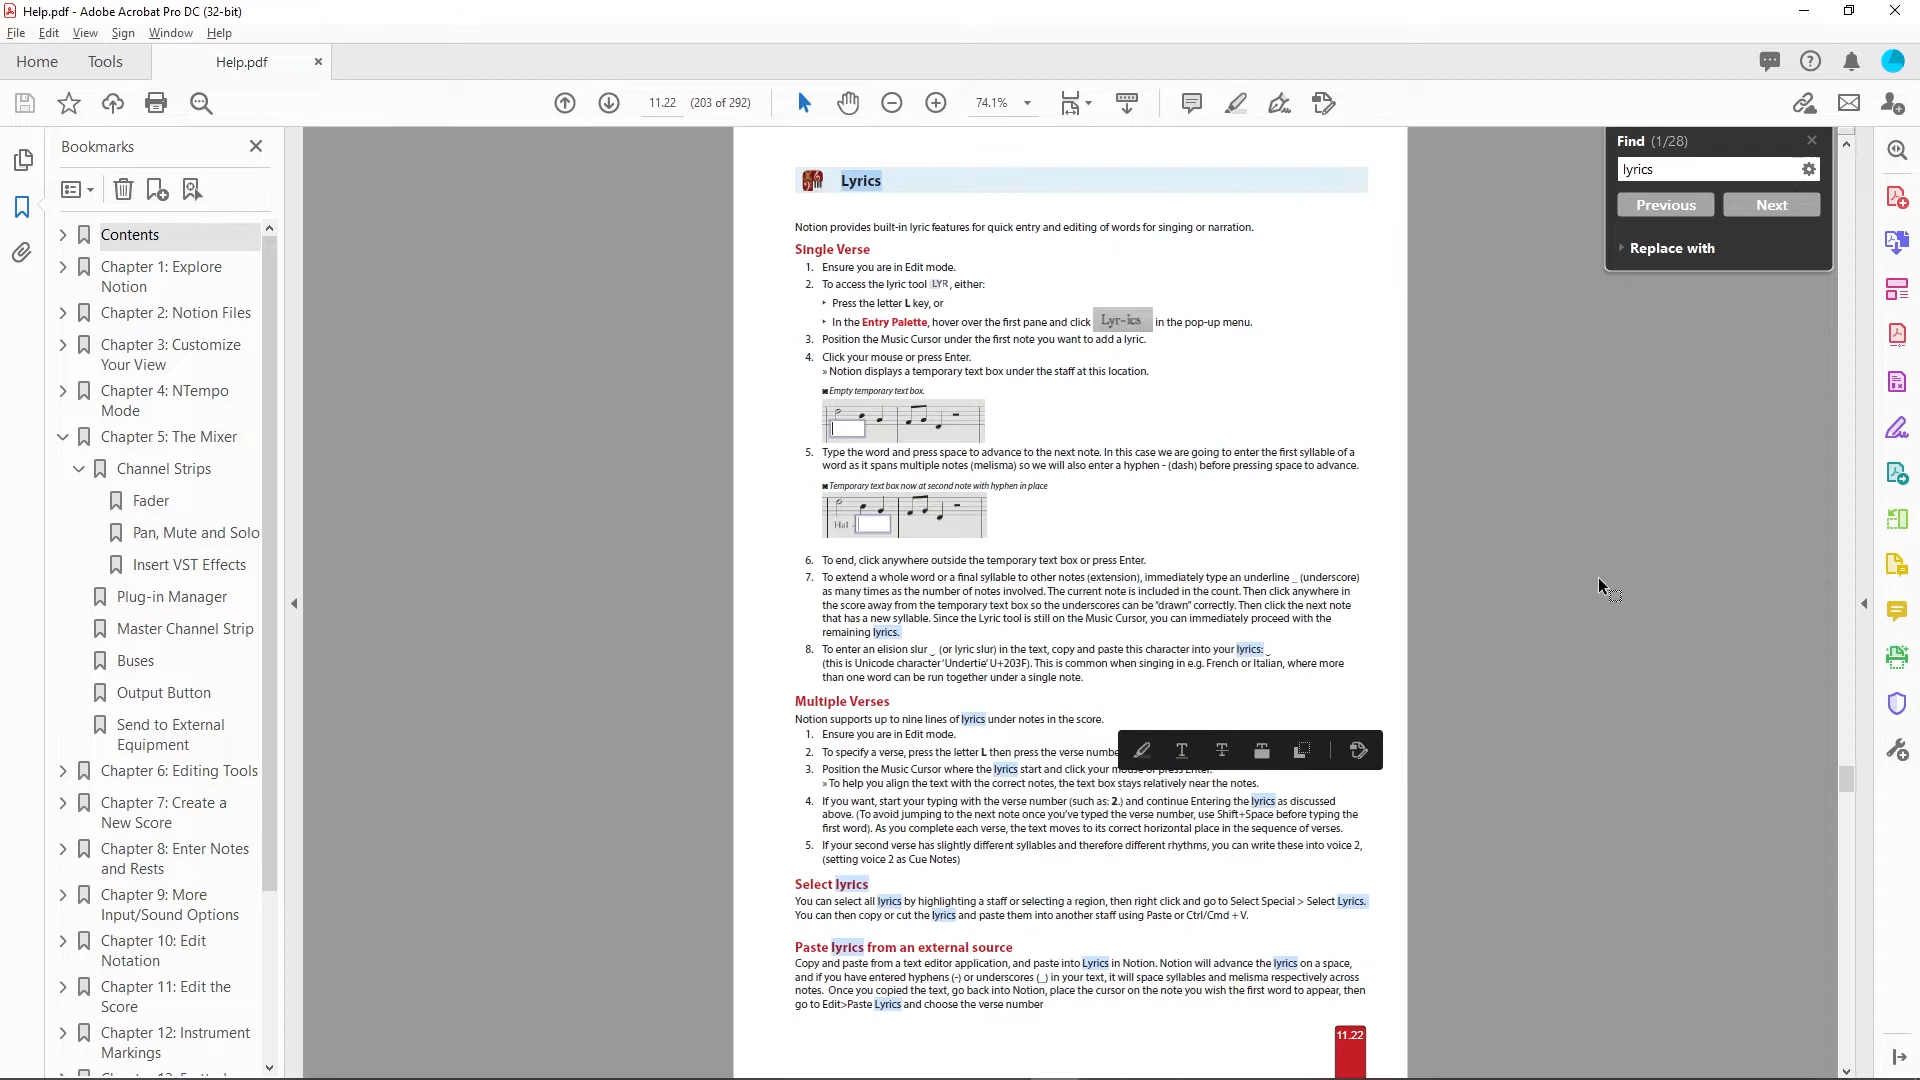 Help.pdf - Adobe Acrobat Pro DC (32-bit)
File Edit View Sign Window Help
Home Tools Help.pdf
11.22 (203 of 292) 74.1%
Bookmarks
Contents
Chapter 1: Explore
Notion
Chapter 2: Notion Files
Chapter 3: Customize
Your View
Chapter 4: NTempo
Mode
Chapter 5: The Mixer
Channel Strips
Fader
Pan, Mute and Solo
Insert VST Effects
Plug-in Manager
Master Channel Strip
Buses
Output Button
Send to External
Equipment
Chapter 6: Editing Tools
Chapter 7: Create a
New Score
Chapter 8: Enter Notes
and Rests
Chapter 9: More
Input/Sound Options
Chapter 10: Edit
Notation
Chapter 11: Edit the
Score
Chapter 12: Instrument
Markings
Lyrics
Notion provides built-in lyric features for quick entry and editing of words for singing or narration.
Single Verse
1. Ensure you are in Edit mode.
2. To access the lyric tool LYR, either:
‣ Press the letter L key, or
‣ In the Entry Palette, hover over the first pane and click Lyr-ics in the pop-up menu.
3. Position the Music Cursor under the first note you want to add a lyric.
4. Click your mouse or press Enter.
» Notion displays a temporary text box under the staff at this location.
Empty temporary text box.
5. Type the word and press space to advance to the next note. In this case we are going to enter the first syllable of a
word as it spans multiple notes (melisma) so we will also enter a hyphen - (dash) before pressing space to advance.
Temporary text box now at second note with hyphen in place
Hal -
6. To end, click anywhere outside the temporary text box or press Enter.
7. To extend a whole word or a final syllable to other notes (extension), immediately type an underline _ (underscore)
as many times as the number of notes involved. The current note is included in the count. Then click anywhere in
the score away from the temporary text box so the underscores can be "drawn" correctly. Then click the next note
that has a new syllable. Since the Lyric tool is still on the Music Cursor, you can immediately proceed with the
remaining lyrics.
8. To enter an elision slur ‿ (or lyric slur) in the text, copy and paste this character into your lyrics: ‿
(this is Unicode character 'Undertie' U+203F). This is common when singing in e.g. French or Italian, where more
than one word can be run together under a single note.
Multiple Verses
Notion supports up to nine lines of lyrics under notes in the score.
1. Ensure you are in Edit mode.
2. To specify a verse, press the letter L then press the verse numbe
3. Position the Music Cursor where the lyrics start and click your mouse or press Enter.
» To help you align the text with the correct notes, the text box stays relatively near the notes.
4. If you want, start your typing with the verse number (such as: 2.) and continue Entering the lyrics as discussed
above. (To avoid jumping to the next note once you've typed the verse number, use Shift+Space before typing the
first word). As you complete each verse, the text moves to its correct horizontal place in the sequence of verses.
5. If your second verse has slightly different syllables and therefore different rhythms, you can write these into voice 2,
(setting voice 2 as Cue Notes)
Select lyrics
You can select all lyrics by highlighting a staff or selecting a region, then right click and go to Select Special > Select Lyrics.
You can then copy or cut the lyrics and paste them into another staff using Paste or Ctrl/Cmd + V.
Paste lyrics from an external source
Copy and paste from a text editor application, and paste into Lyrics in Notion. Notion will advance the lyrics on a space,
and if you have entered hyphens (-) or underscores (_) in your text, it will space syllables and melisma respectively across
notes. Once you copied the text, go back into Notion, place the cursor on the note you wish the first word to appear, then
go to Edit>Paste Lyrics and choose the verse number
11.22
Find (1/28)
lyrics
Previous Next
Replace with